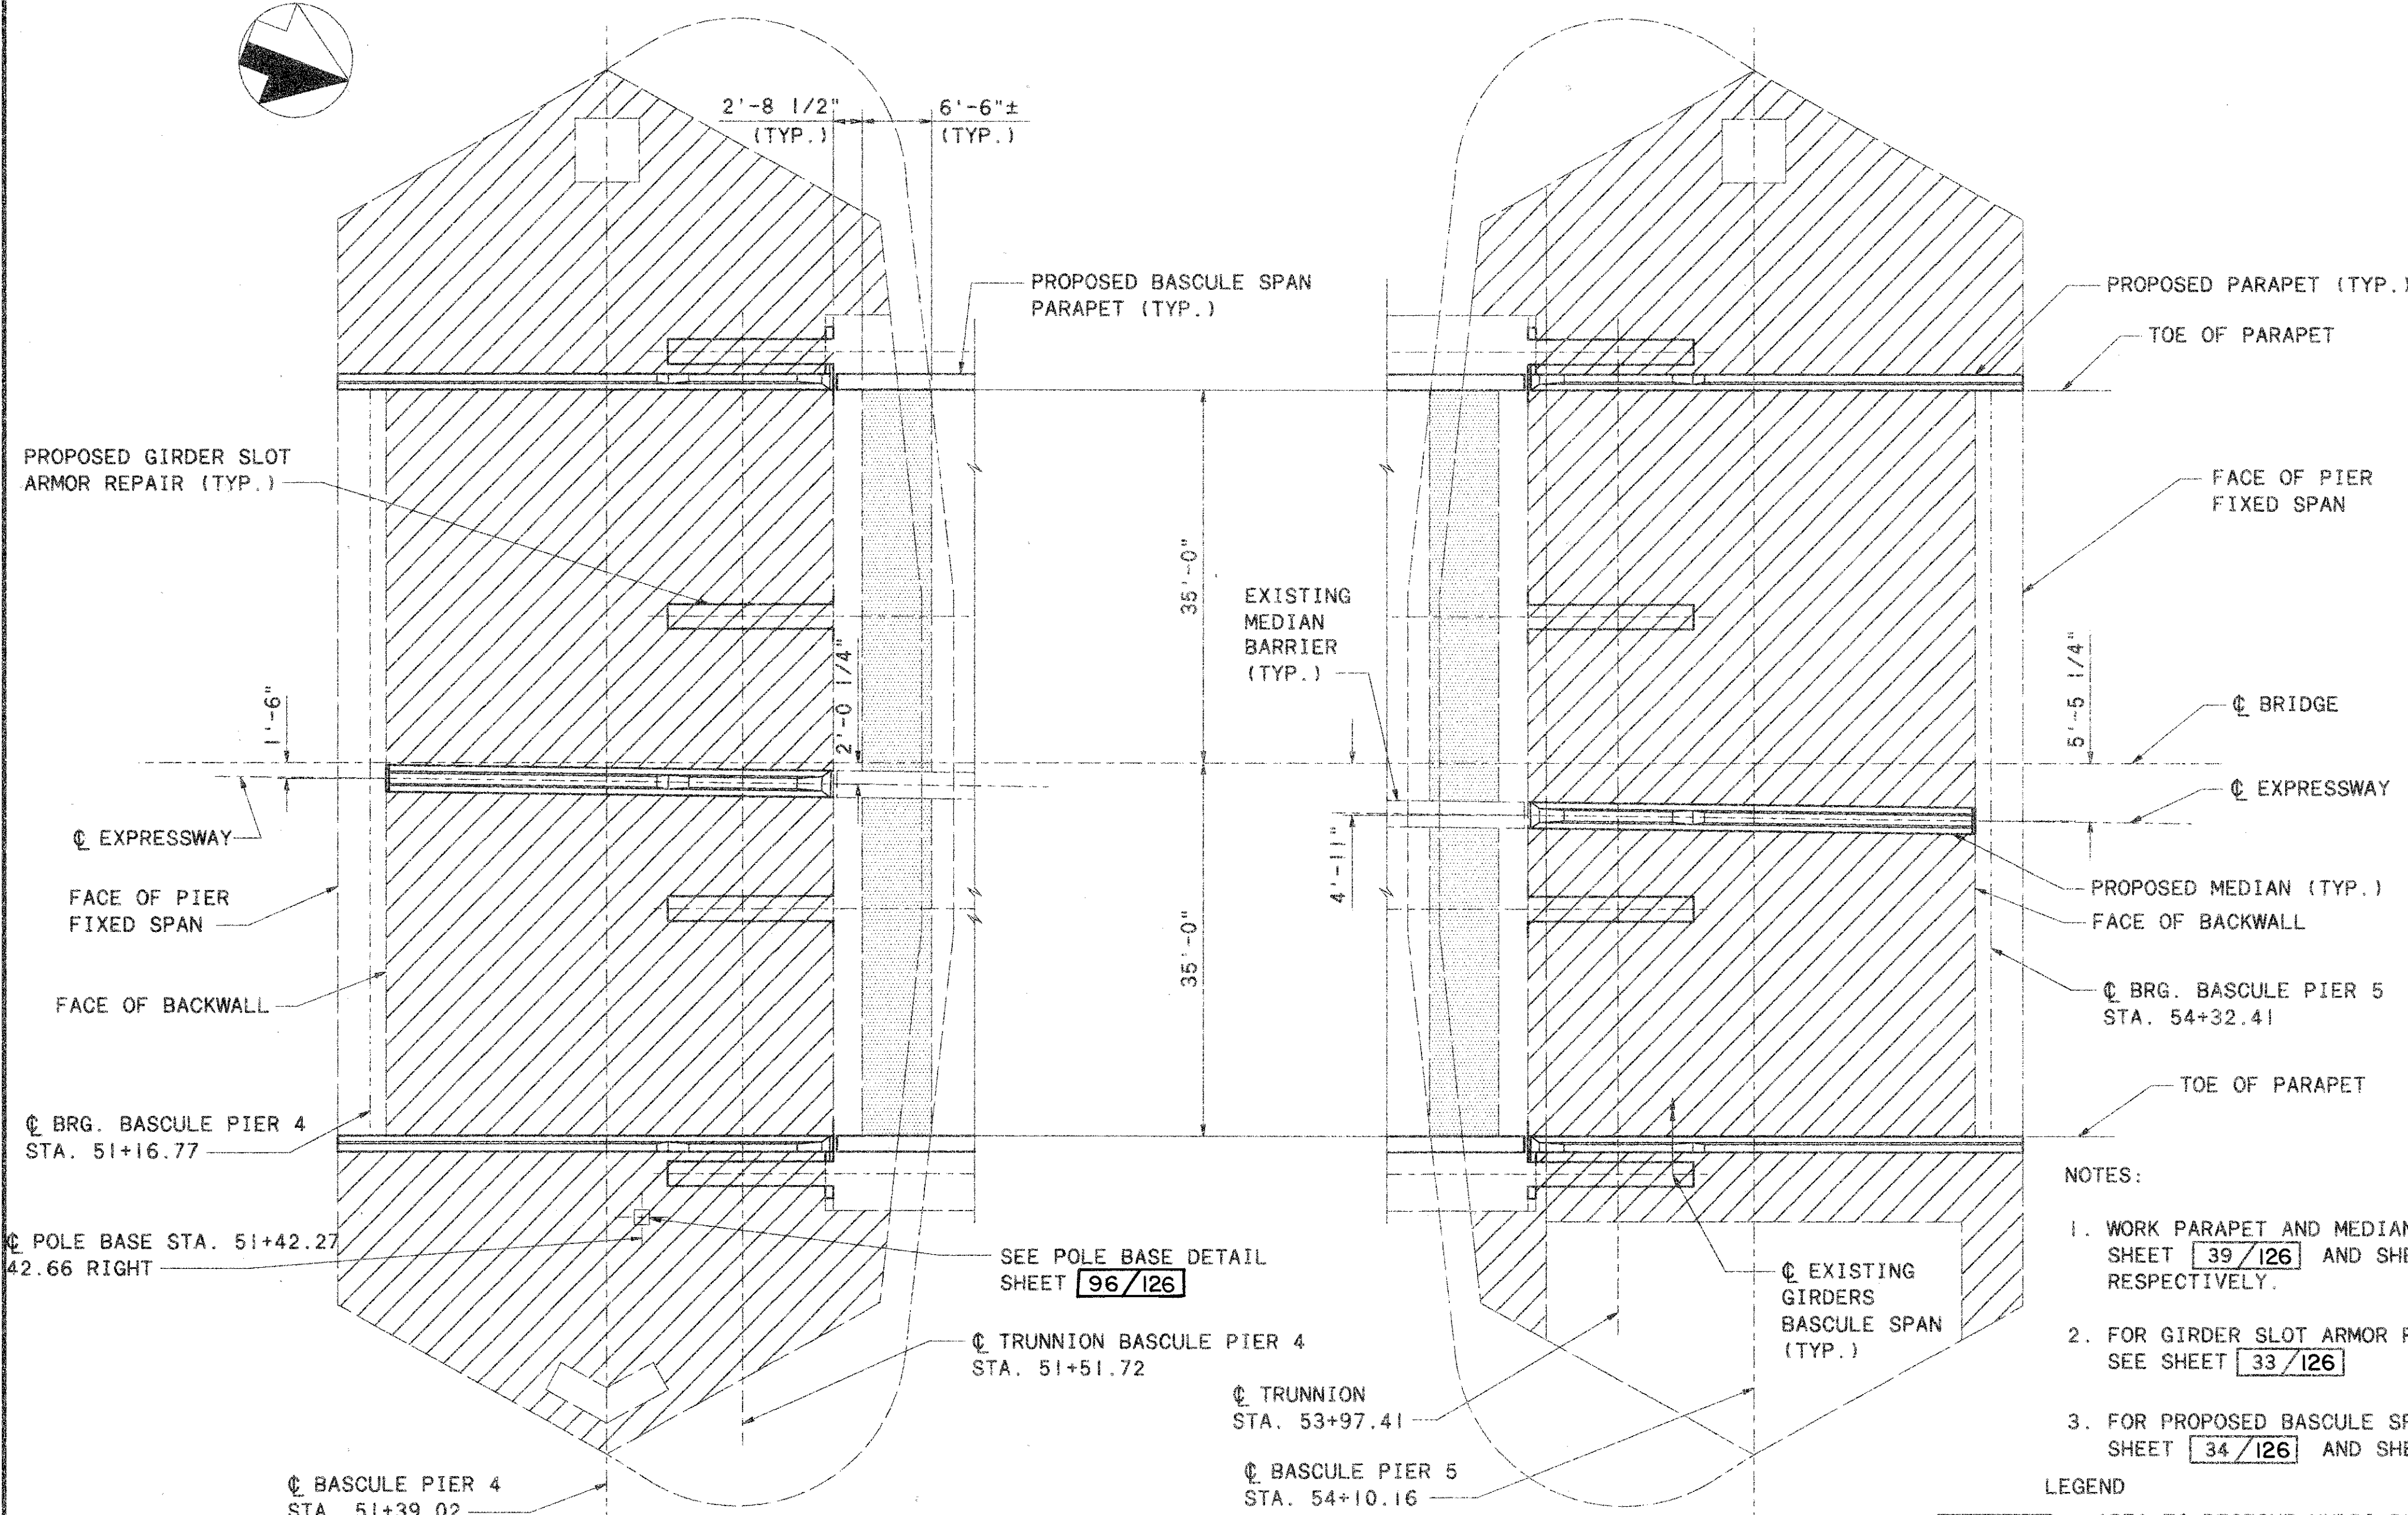 2'-8 1/2"
(TYP.)
6'-6"±
(TYP.)
PROPOSED BASCULE SPAN
PARAPET (TYP.)
PROPOSED PARAPET (TYP.)
TOE OF PARAPET
PROPOSED GIRDER SLOT
ARMOR REPAIR (TYP.)
FACE OF PIER
FIXED SPAN
35'-0"
EXISTING
MEDIAN
BARRIER
(TYP.)
2'-0 1/4"
1'-6"
5'-5 1/4"
℄ BRIDGE
℄ EXPRESSWAY
℄ EXPRESSWAY
4'-11"
FACE OF PIER
FIXED SPAN
PROPOSED MEDIAN (TYP.)
FACE OF BACKWALL
35'-0"
FACE OF BACKWALL
℄ BRG. BASCULE PIER 5
STA. 54+32.41
TOE OF PARAPET
℄ BRG. BASCULE PIER 4
STA. 51+16.77
℄ POLE BASE STA. 51+42.27
42.66 RIGHT
SEE POLE BASE DETAIL
SHEET 96/126
℄ EXISTING
GIRDERS
BASCULE SPAN
(TYP.)
℄ TRUNNION BASCULE PIER 4
STA. 51+51.72
℄ TRUNNION
STA. 53+97.41
℄ BASCULE PIER 4
STA. 51+39.02
℄ BASCULE PIER 5
STA. 54+10.16
NOTES:
1. WORK PARAPET AND MEDIAN
SHEET 39/126 AND
RESPECTIVELY.
2. FOR GIRDER SLOT ARMOR
SEE SHEET 33/126
3. FOR PROPOSED BASCULE
SHEET 34/126 AND
LEGEND